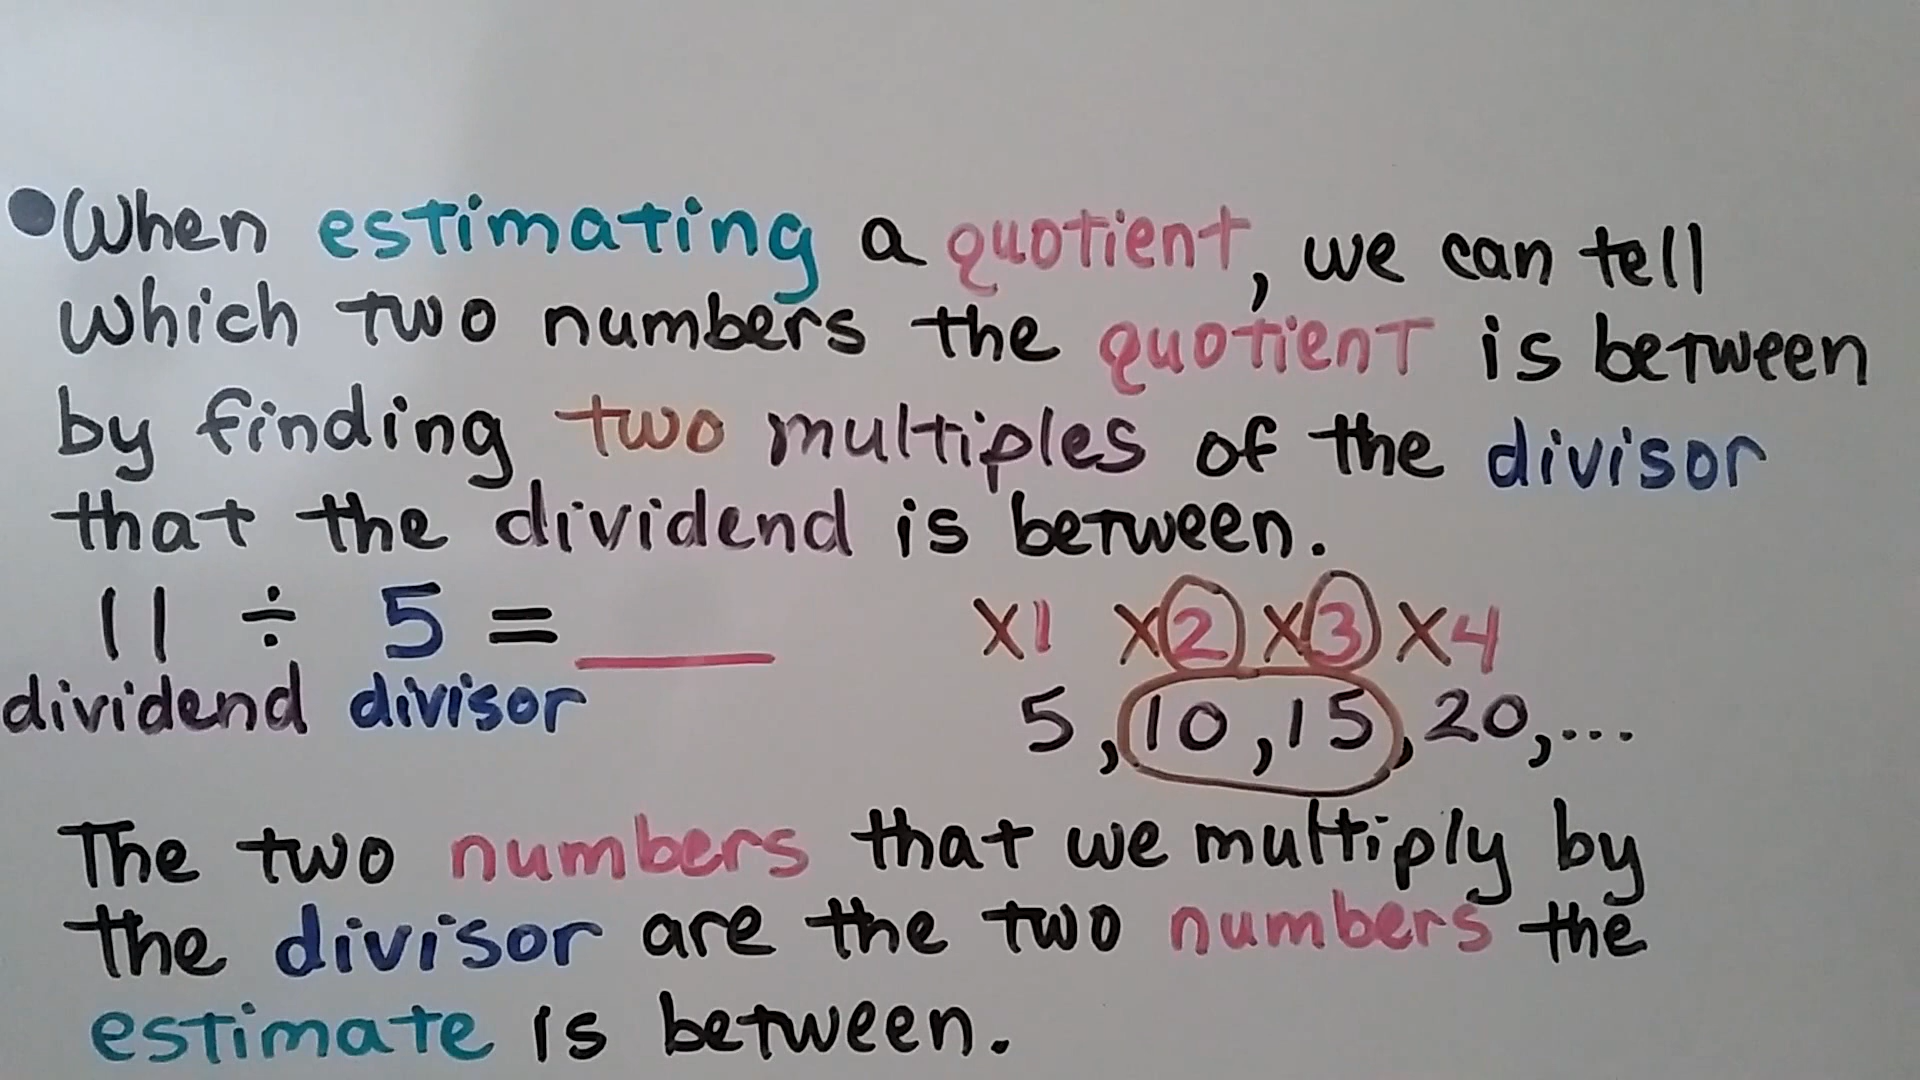 •When estimating a quotient, we can tell
which two numbers the quotient is between
by finding two multiples of the divisor
that the dividend is between.
11 ÷ 5 = ____
dividend divisor
x1 x2 x3 x4
5, 10, 15, 20, ...
The two numbers that we multiply by
the divisor are the two numbers the
estimate is between.